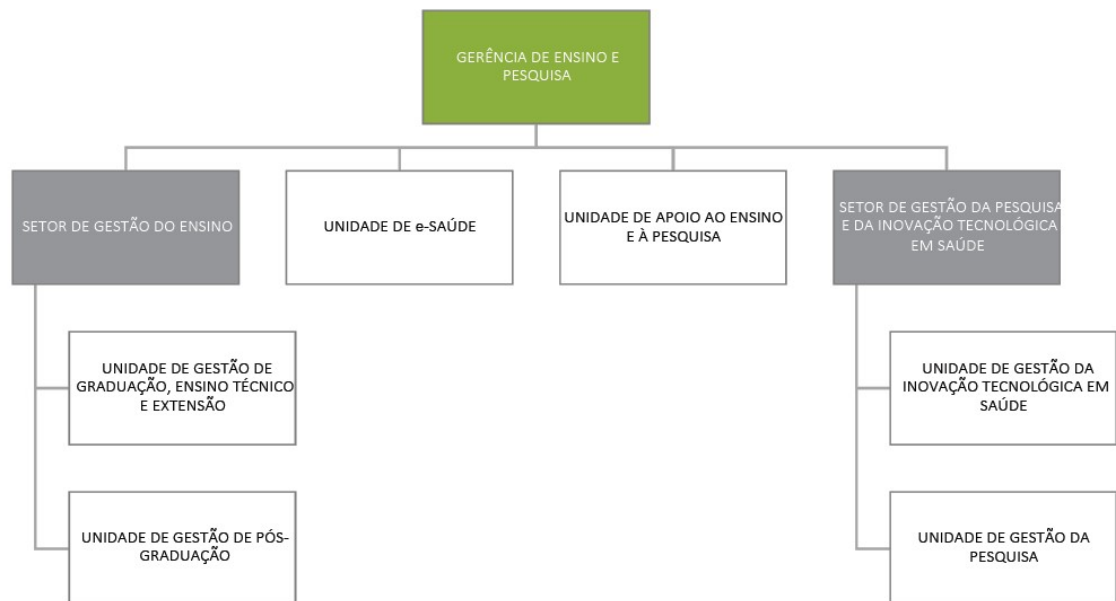 GERÊNCIA DE ENSINO E
PESQUISA
SETOR DE GESTÃO DO ENSINO
UNIDADE DE e-SAÚDE
UNIDADE DE APOIO AO ENSINO
E À PESQUISA
SETOR DE GESTÃO DA PESQUISA
E DA INOVAÇÃO TECNOLÓGICA
EM SAÚDE
UNIDADE DE GESTÃO DE
GRADUAÇÃO, ENSINO TÉCNICO
E EXTENSÃO
UNIDADE DE GESTÃO DA
INOVAÇÃO TECNOLÓGICA EM
SAÚDE
UNIDADE DE GESTÃO DE PÓS-
GRADUAÇÃO
UNIDADE DE GESTÃO DA
PESQUISA